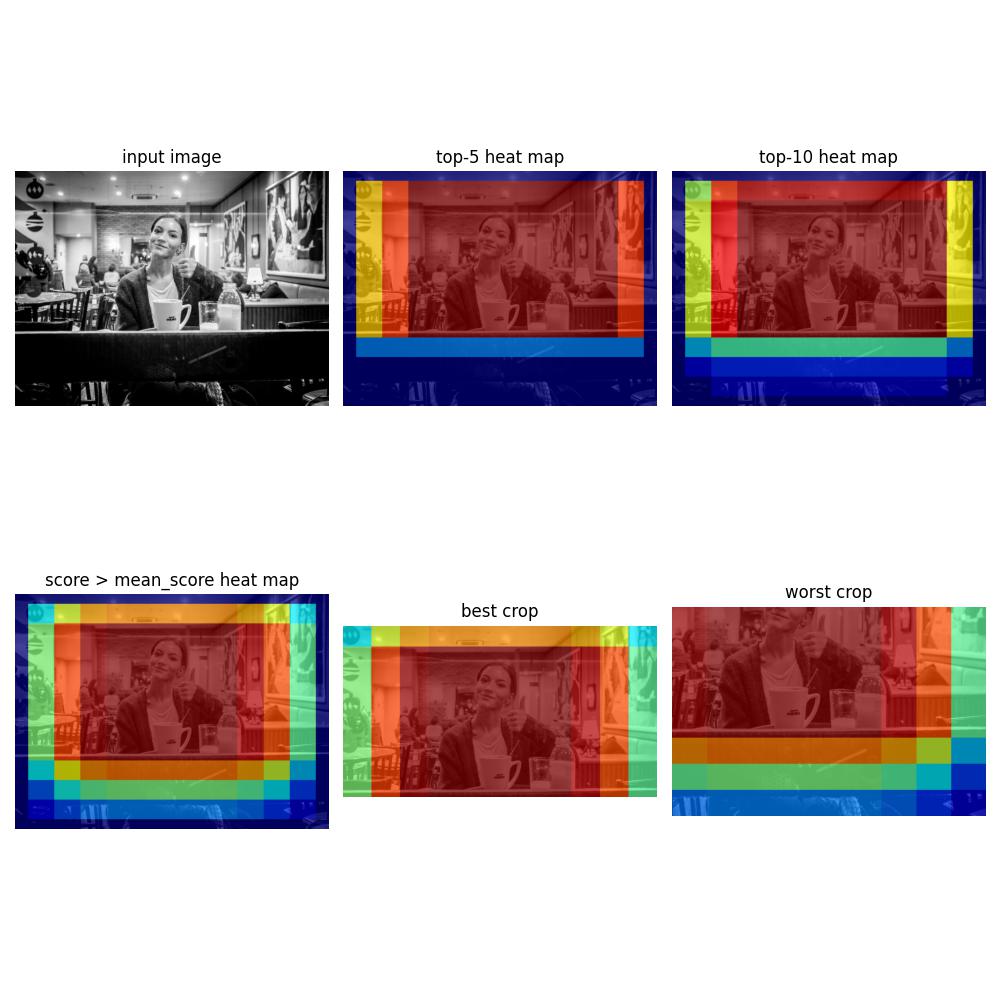 input image
top-5 heat map
top-10 heat map
score > mean_score heat map
best crop
worst crop